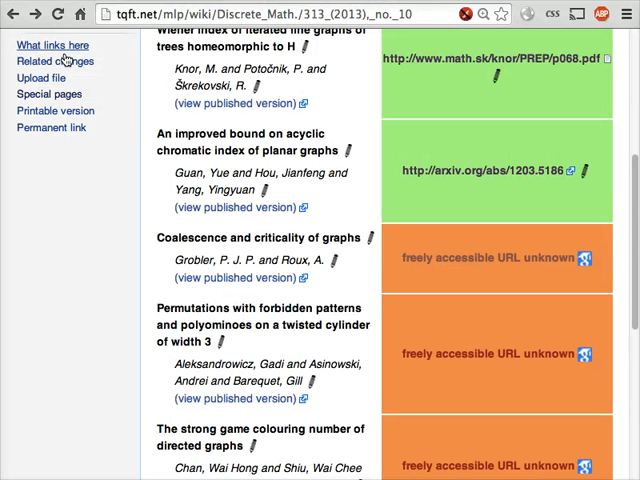 tqft.net/mlp/wiki/Discrete_Math./313_(2013),_no._10
CSS
ABP
What links here
Related changes
Upload file
Special pages
Printable version
Permanent link
Wiener index of iterated line graphs of
trees homeomorphic to H
Knor, M. and Potočnik, P. and
Škrekovski, R.
(view published version)
http://www.math.sk/knor/PREP/p068.pdf
An improved bound on acyclic
chromatic index of planar graphs
Guan, Yue and Hou, Jianfeng and
Yang, Yingyuan
(view published version)
http://arxiv.org/abs/1203.5186
Coalescence and criticality of graphs
Grobler, P. J. P. and Roux, A.
(view published version)
freely accessible URL unknown
Permutations with forbidden patterns
and polyominoes on a twisted cylinder
of width 3
Aleksandrowicz, Gadi and Asinowski,
Andrei and Barequet, Gill
(view published version)
freely accessible URL unknown
The strong game colouring number of
directed graphs
Chan, Wai Hong and Shiu, Wai Chee
freely accessible URL unknown